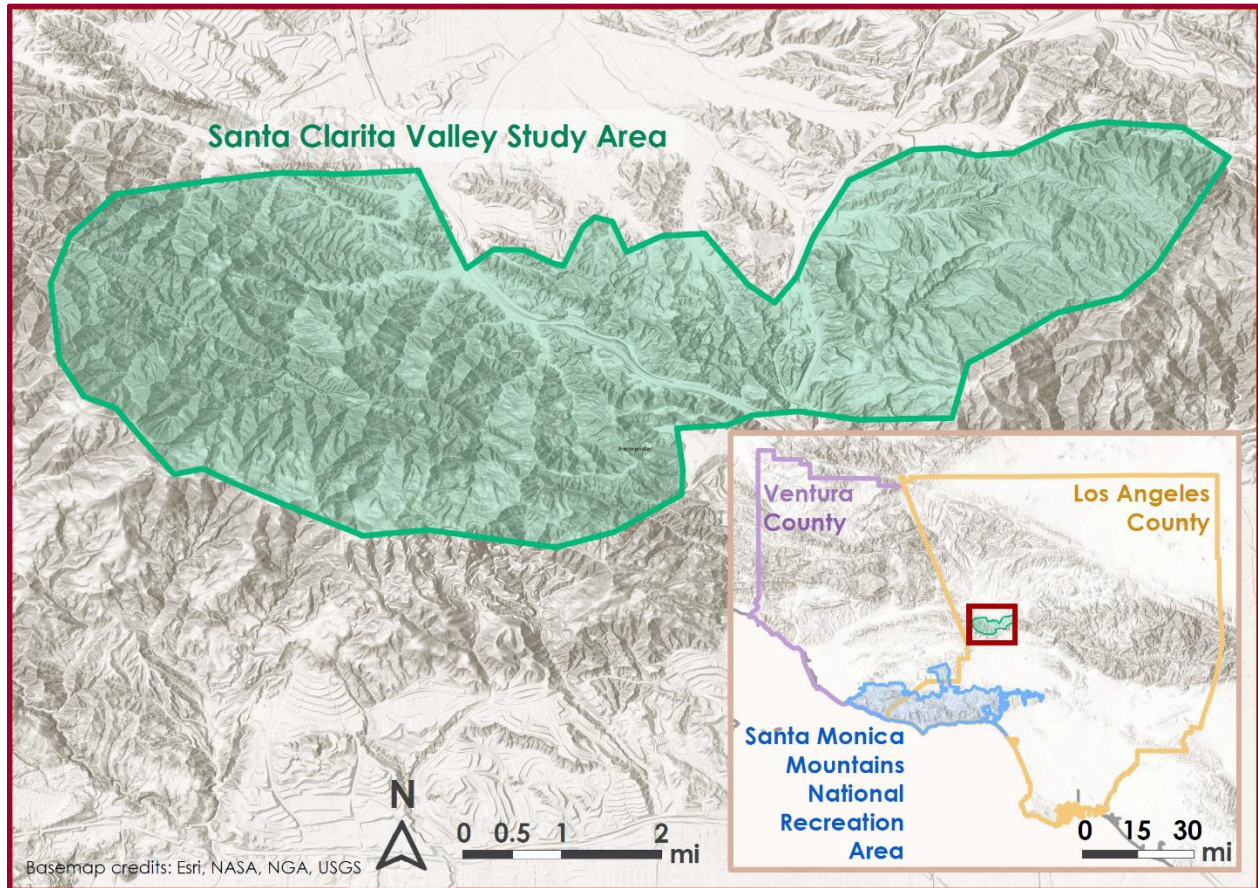 Santa Clarita Valley Study Area
Ventura
County
Los Angeles
County
Santa Monica
Mountains
National
Recreation
Area
0 15 30
mi
N
0 0.5 1 2
mi
Basemap credits: Esri, NASA, NGA, USGS